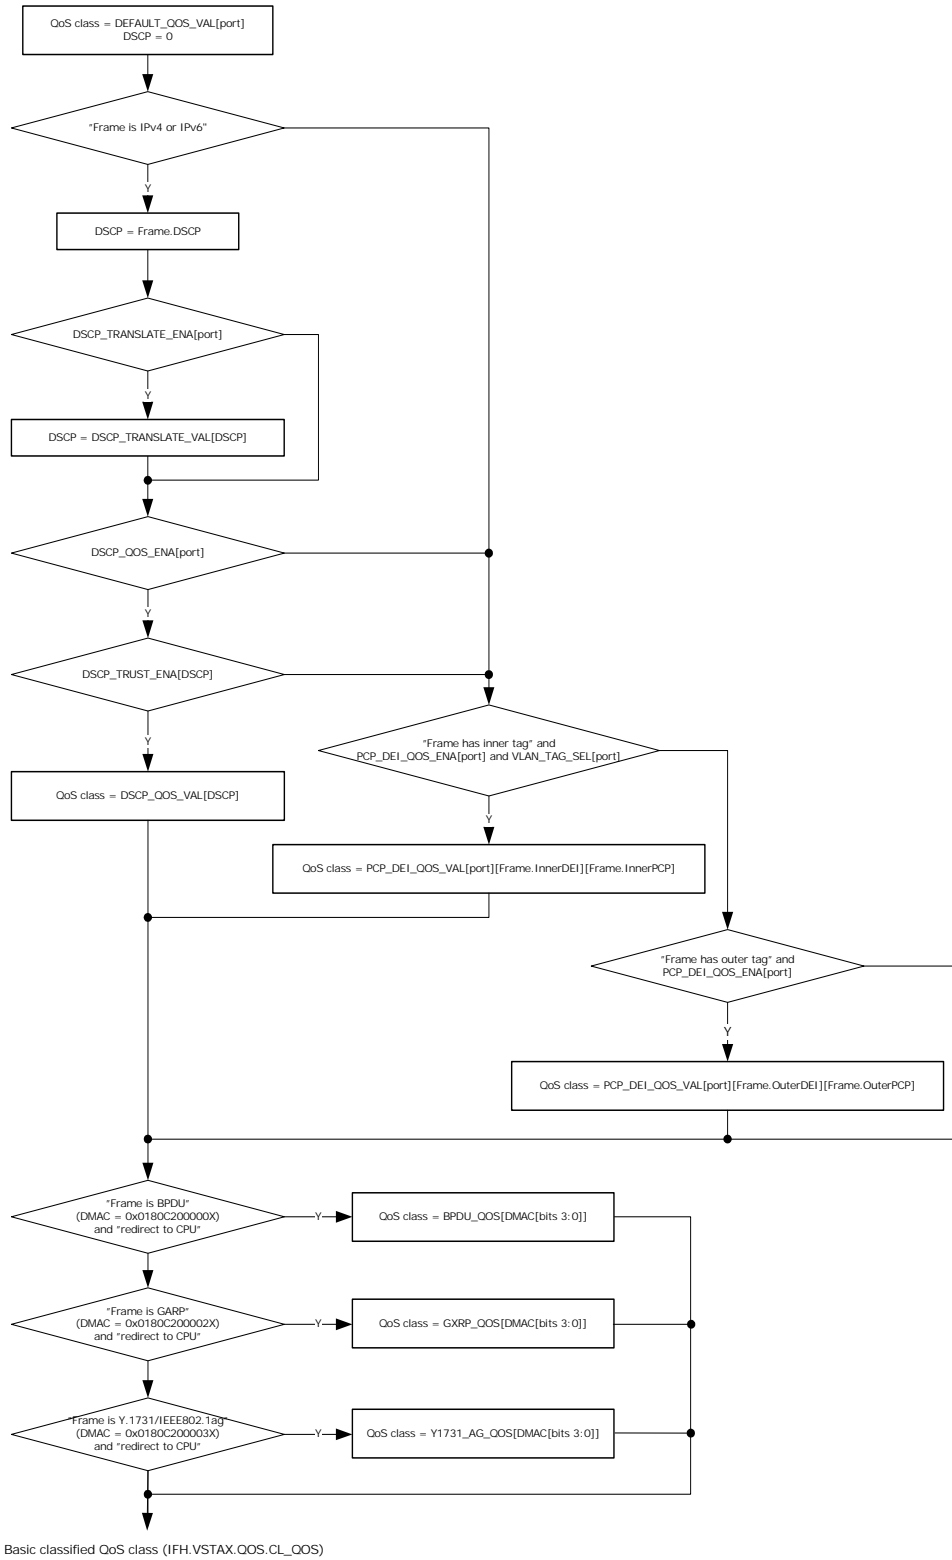 QoS class = DEFAULT_QOS_VAL[port]
DSCP = 0
"Frame is IPv4 or IPv6"
Y
DSCP = Frame.DSCP
DSCP_TRANSLATE_ENA[port]
Y
DSCP = DSCP_TRANSLATE_VAL[DSCP]
DSCP_QOS_ENA[port]
Y
DSCP_TRUST_ENA[DSCP]
Y
QoS class = DSCP_QOS_VAL[DSCP]
"Frame has inner tag" and
PCP_DEI_QOS_ENA[port] and VLAN_TAG_SEL[port]
Y
QoS class = PCP_DEI_QOS_VAL[port][Frame.InnerDEI][Frame.InnerPCP]
"Frame has outer tag" and
PCP_DEI_QOS_ENA[port]
Y
QoS class = PCP_DEI_QOS_VAL[port][Frame.OuterDEI][Frame.OuterPCP]
"Frame is BPDU"
(DMAC = 0x0180C200000X)
and "redirect to CPU"
Y
QoS class = BPDU_QOS[DMAC[bits 3:0]]
"Frame is GARP"
(DMAC = 0x0180C200002X)
and "redirect to CPU"
Y
QoS class = GXRP_QOS[DMAC[bits 3:0]]
"Frame is Y.1731/IEEE802.1ag"
(DMAC = 0x0180C200003X)
and "redirect to CPU"
Y
QoS class = Y1731_AG_QOS[DMAC[bits 3:0]]
Basic classified QoS class (IFH.VSTAX.QOS.CL_QOS)